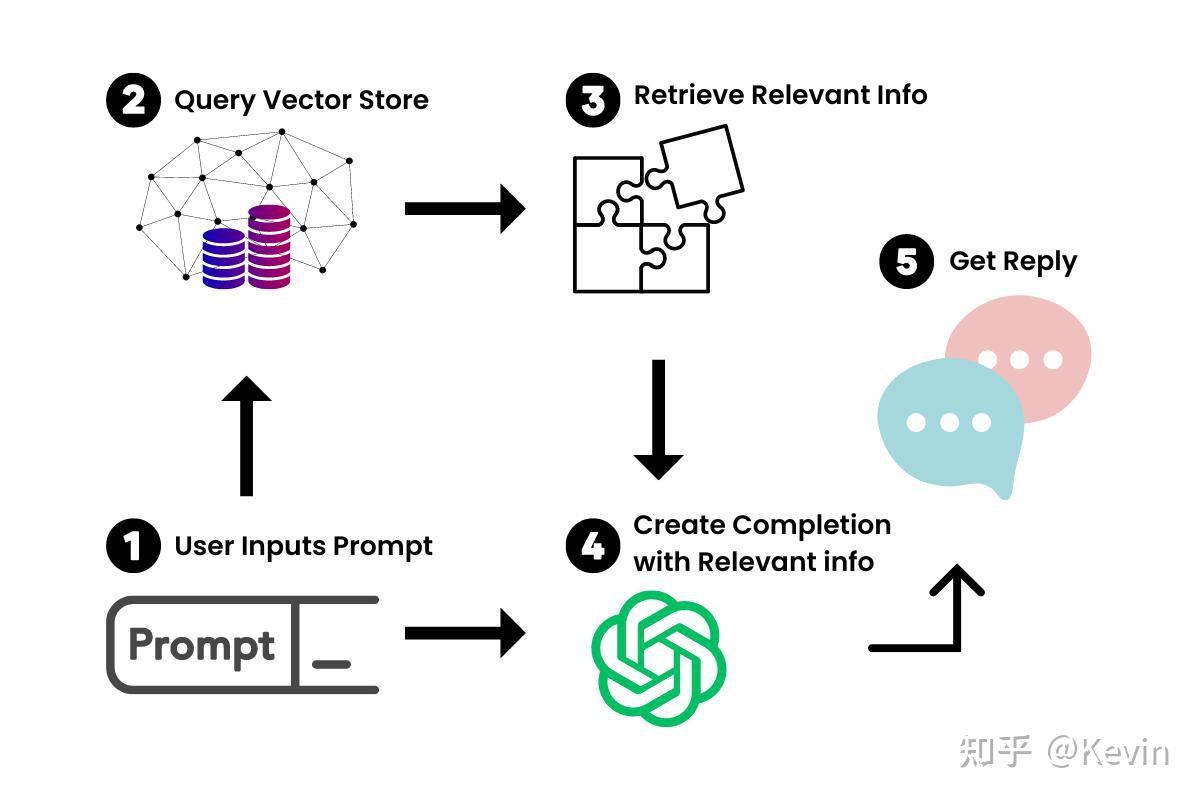 2 Query Vector Store
3 Retrieve Relevant Info
5 Get Reply
1 User Inputs Prompt
4 Create Completion
with Relevant info
Prompt
知乎 @Kevin